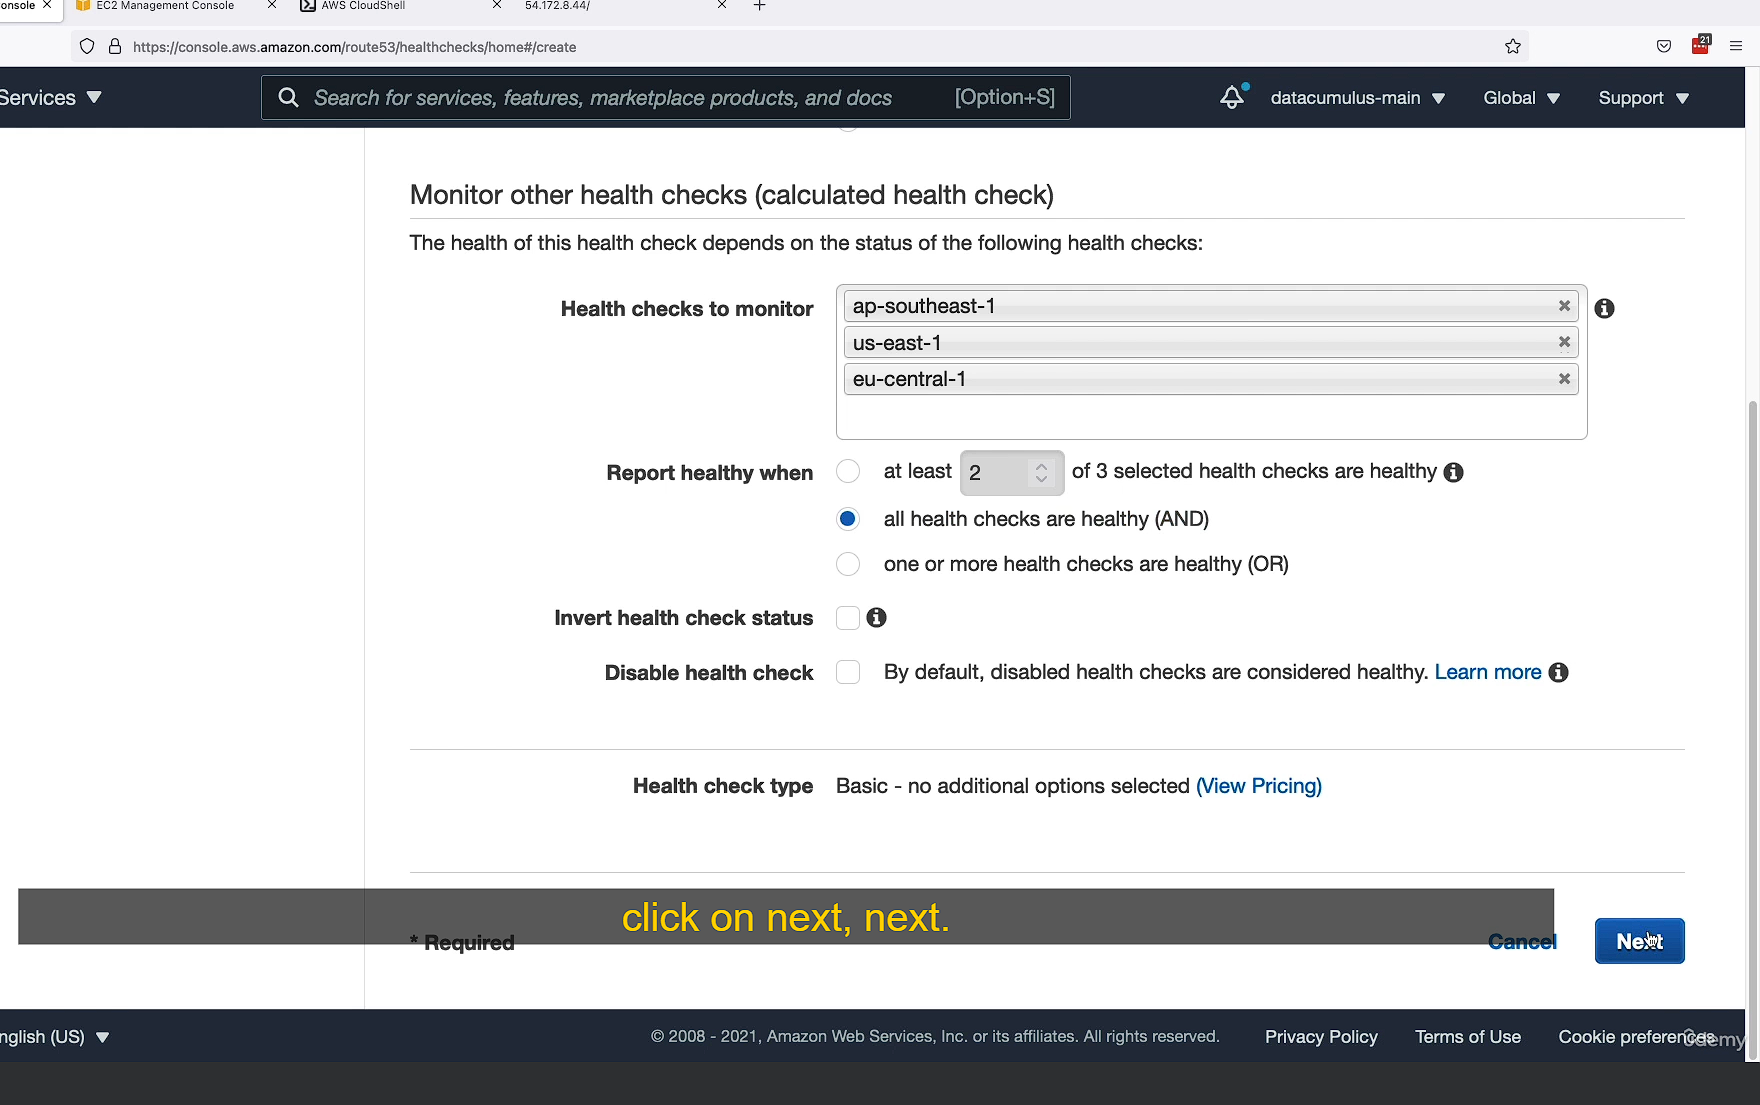 onsole
EC2 Management Console
AWS CloudShell
54.172.8.44/
https://console.aws.amazon.com/route53/healthchecks/home#/create
21
Services
Search for services, features, marketplace products, and docs
[Option+S]
datacumulus-main
Global
Support
Monitor other health checks (calculated health check)
The health of this health check depends on the status of the following health checks:
Health checks to monitor
ap-southeast-1
us-east-1
eu-central-1
Report healthy when
at least 2 of 3 selected health checks are healthy
all health checks are healthy (AND)
one or more health checks are healthy (OR)
Invert health check status
Disable health check
By default, disabled health checks are considered healthy. Learn more
Health check type
Basic - no additional options selected (View Pricing)
click on next, next.
* Required
Cancel
Next
nglish (US)
© 2008 - 2021, Amazon Web Services, Inc. or its affiliates. All rights reserved.
Privacy Policy
Terms of Use
Cookie preferences
Udemy